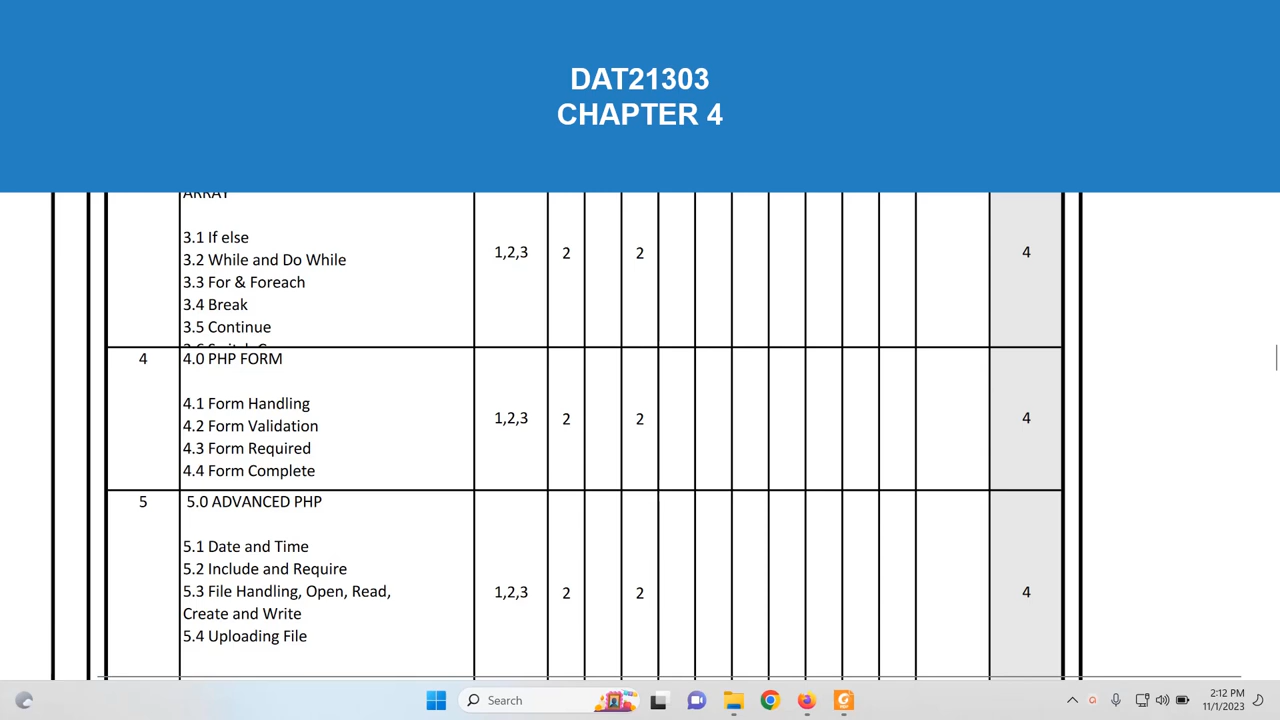 DAT21303
CHAPTER 4
ARRAY
3.1 If else
3.2 While and Do While
3.3 For & Foreach
3.4 Break
3.5 Continue
1,2,3 2 2 4
4 4.0 PHP FORM
4.1 Form Handling
4.2 Form Validation
4.3 Form Required
4.4 Form Complete
1,2,3 2 2 4
5 5.0 ADVANCED PHP
5.1 Date and Time
5.2 Include and Require
5.3 File Handling, Open, Read,
Create and Write
5.4 Uploading File
1,2,3 2 2 4
Search
2:12 PM
11/1/2023